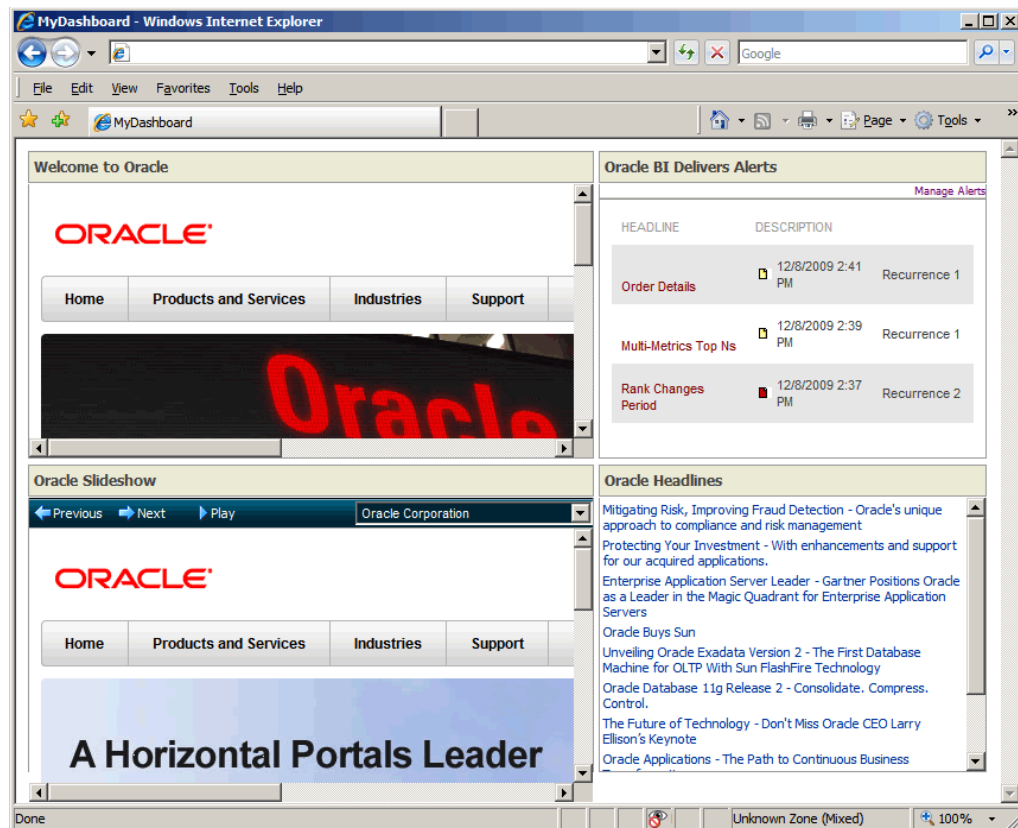 MyDashboard - Windows Internet Explorer
Google
File Edit View Favorites Tools Help
MyDashboard
Page Tools »
Welcome to Oracle
ORACLE
Home Products and Services Industries Support
Oracle
Oracle BI Delivers Alerts
Manage Alerts
HEADLINE DESCRIPTION
Order Details 12/8/2009 2:41 PM Recurrence 1
Multi-Metrics Top Ns 12/8/2009 2:39 PM Recurrence 1
Rank Changes Period 12/8/2009 2:37 PM Recurrence 2
Oracle Slideshow
Previous Next Play Oracle Corporation
ORACLE
Home Products and Services Industries Support
A Horizontal Portals Leader
Oracle Headlines
Mitigating Risk, Improving Fraud Detection - Oracle's unique
approach to compliance and risk management
Protecting Your Investment - With enhancements and support
for our acquired applications.
Enterprise Application Server Leader - Gartner Positions Oracle
as a Leader in the Magic Quadrant for Enterprise Application
Servers
Oracle Buys Sun
Unveiling Oracle Exadata Version 2 - The First Database
Machine for OLTP With Sun FlashFire Technology
Oracle Database 11g Release 2 - Consolidate. Compress.
Control.
The Future of Technology - Don't Miss Oracle CEO Larry
Ellison's Keynote
Oracle Applications - The Path to Continuous Business
Done Unknown Zone (Mixed) 100%